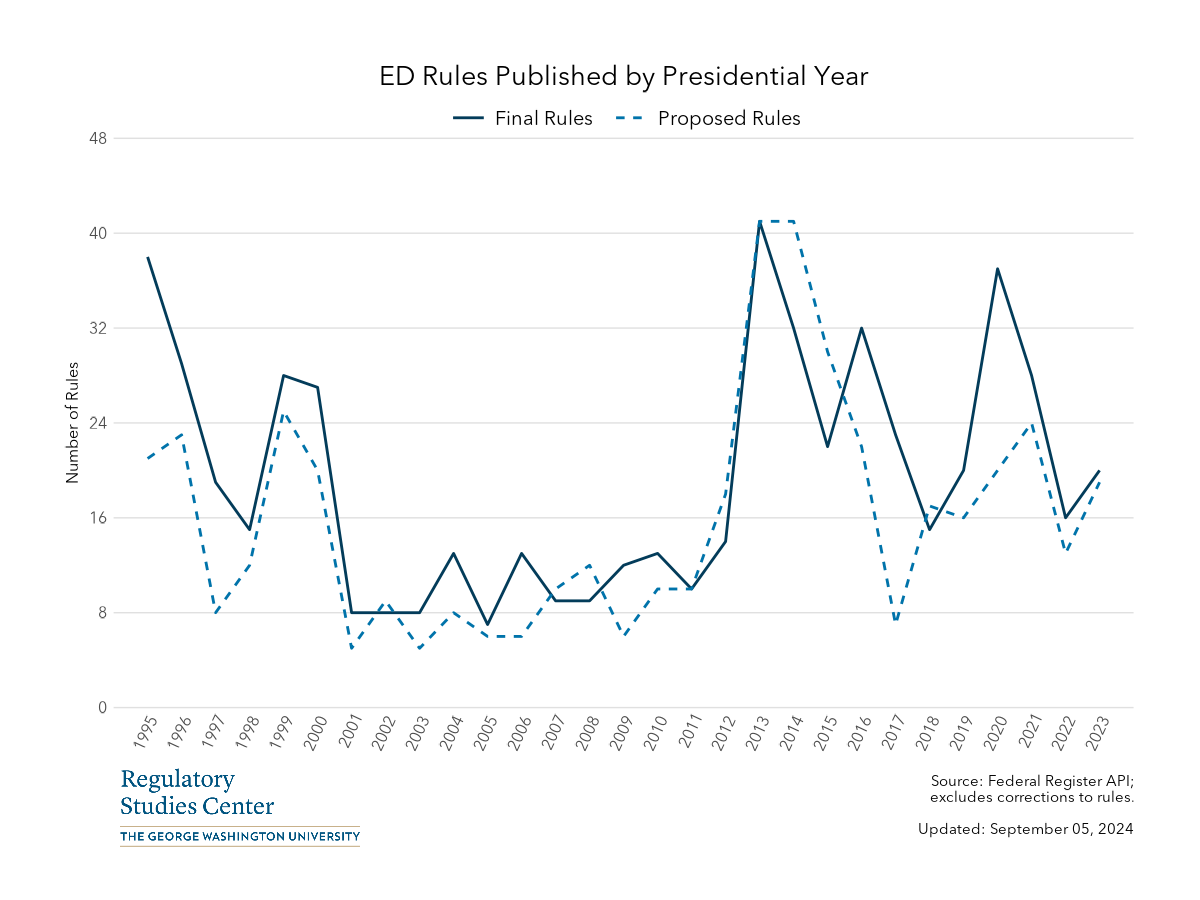 ED Rules Published by Presidential Year
Final Rules Proposed Rules
48
40
32
24
16
8
0
Number of Rules
1995 1996 1997 1998 1999 2000 2001 2002 2003 2004 2005 2006 2007 2008 2009 2010 2011 2012 2013 2014 2015 2016 2017 2018 2019 2020 2021 2022 2023
Regulatory
Studies Center
THE GEORGE WASHINGTON UNIVERSITY
Source: Federal Register API;
excludes corrections to rules.
Updated: September 05, 2024